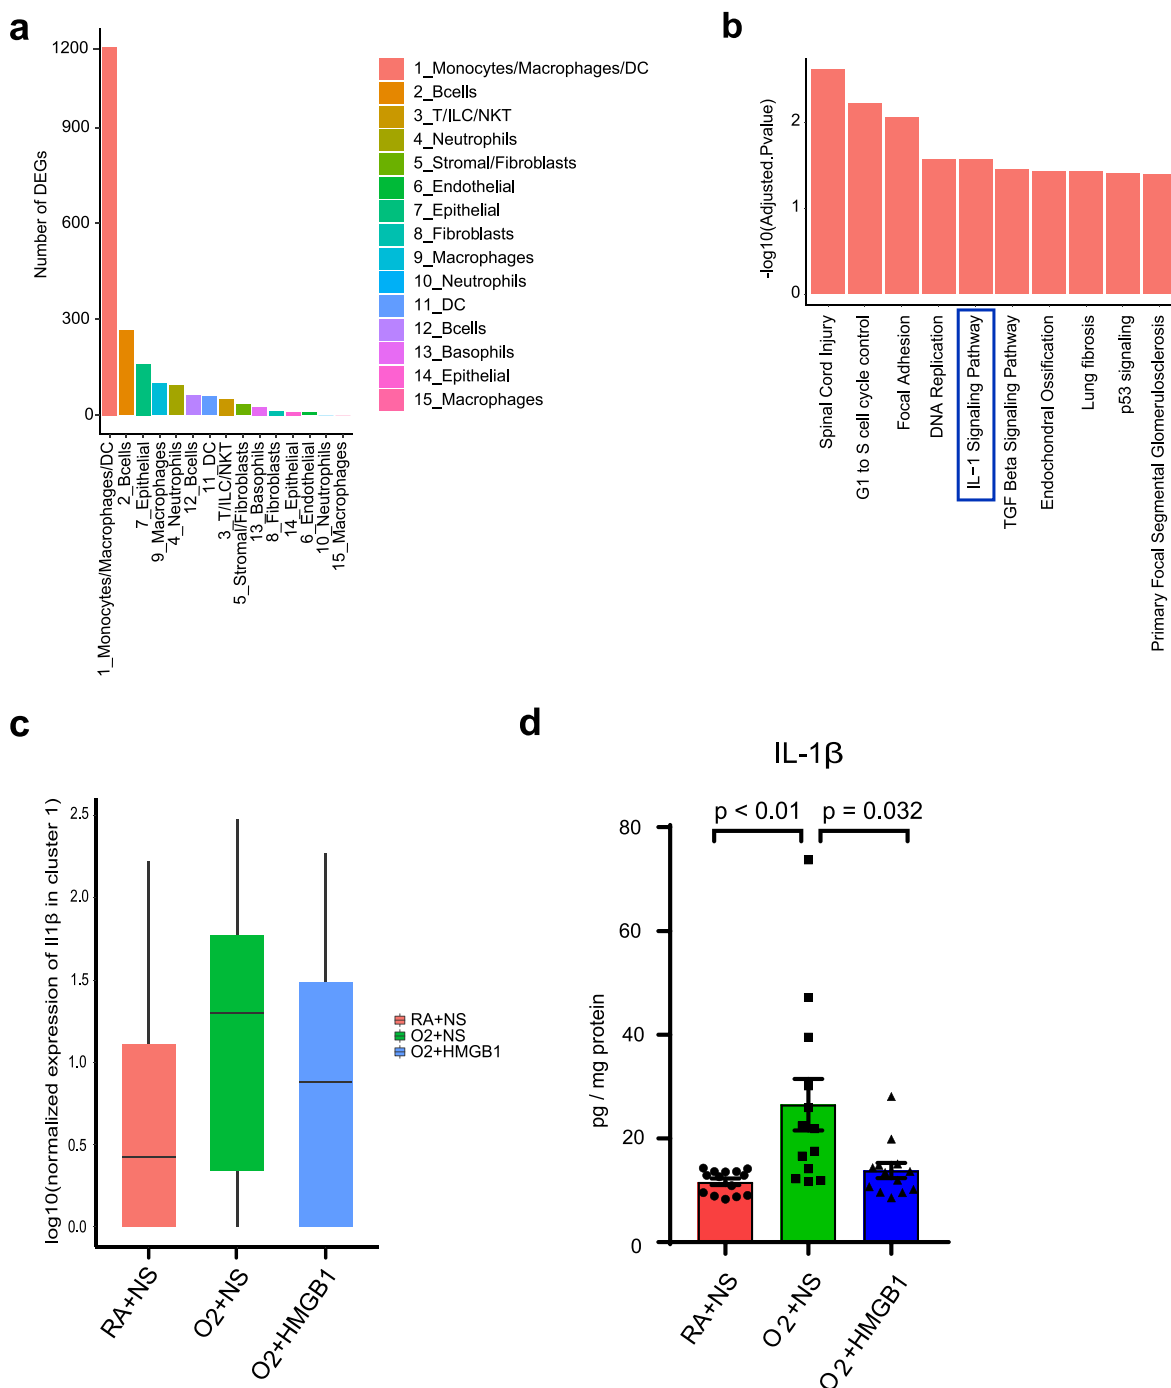 a
Number of DEGs
1200
900
600
300
0
1_Monocytes/Macrophages/DC
2_Bcells
7_Epithelial
9_Macrophages
4_Neutrophils
12_Bcells
11_DC
3_T/ILC/NKT
5_Stromal/Fibroblasts
13_Basophils
8_Fibroblasts
14_Epithelial
6_Endothelial
10_Neutrophils
15_Macrophages
1_Monocytes/Macrophages/DC
2_Bcells
3_T/ILC/NKT
4_Neutrophils
5_Stromal/Fibroblasts
6_Endothelial
7_Epithelial
8_Fibroblasts
9_Macrophages
10_Neutrophils
11_DC
12_Bcells
13_Basophils
14_Epithelial
15_Macrophages
b
-log10(Adjusted.Pvalue)
2
1
0
Spinal Cord Injury
G1 to S cell cycle control
Focal Adhesion
DNA Replication
IL−1 Signaling Pathway
TGF Beta Signaling Pathway
Endochondral Ossification
Lung fibrosis
p53 signaling
Primary Focal Segmental Glomerulosclerosis
c
log10(normalized expression of Il1β in cluster 1)
2.5
2.0
1.5
1.0
0.5
0.0
RA+NS
O2+NS
O2+HMGB1
RA+NS
O2+NS
O2+HMGB1
d
IL-1β
p < 0.01
p = 0.032
pg / mg protein
80
60
40
20
0
RA+NS
O2+NS
O2+HMGB1